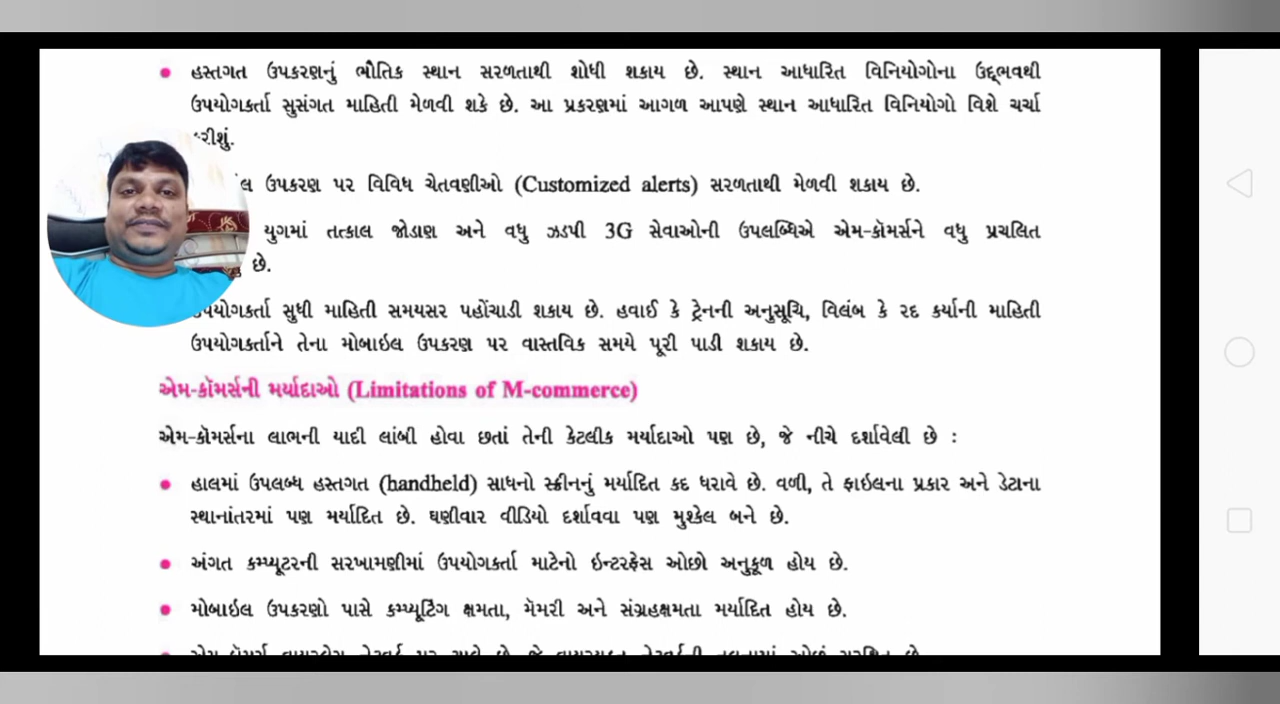 હસ્તગત ઉપકરણનું ભૌતિક સ્થાન સરળતાથી શોધી શકાય છે. સ્થાન આધારિત વિનિયોગોના ઉદ્ભવથી
ઉપયોગકર્તા સુસંગત માહિતી મેળવી શકે છે. આ પ્રકરણમાં આગળ આપણે સ્થાન આધારિત વિનિયોગો વિશે ચર્ચા
ઉપકરણ પર વિવિધ ચેતવણીઓ (Customized alerts) સરળતાથી મેળવી શકાય છે.
યુગમાં તત્કાલ જોડાણ અને વધુ ઝડપી 3G સેવાઓની ઉપલબ્ધિએ એમ-કૉમર્સને વધુ પ્રચલિત
છે.
ઉપયોગકર્તા સુધી માહિતી સમયસર પહોંચાડી શકાય છે. હવાઈ કે ટ્રેનની અનુસૂચિ, વિલંબ કે રદ કર્યાની માહિતી
ઉપયોગકર્તાને તેના મોબાઇલ ઉપકરણ પર વાસ્તવિક સમયે પૂરી પાડી શકાય છે.
એમ-કૉમર્સની મર્યાદાઓ (Limitations of M-commerce)
એમ-કૉમર્સના લાભની યાદી લાંબી હોવા છતાં તેની કેટલીક મર્યાદાઓ પણ છે, જે નીચે દર્શાવેલી છે :
હાલમાં ઉપલબ્ધ હસ્તગત (handheld) સાધનો સ્ક્રીનનું મર્યાદિત કદ ધરાવે છે. વળી, તે ફાઇલના પ્રકાર અને ડેટાના
સ્થાનાંતરમાં પણ મર્યાદિત છે. ઘણીવાર વીડિયો દર્શાવવા પણ મુશ્કેલ બને છે.
અંગત કમ્પ્યૂટરની સરખામણીમાં ઉપયોગકર્તા માટેનો ઇન્ટરફેસ ઓછો અનુકૂળ હોય છે.
મોબાઇલ ઉપકરણો પાસે કમ્પ્યૂટિંગ ક્ષમતા, મૅમરી અને સંગ્રહક્ષમતા મર્યાદિત હોય છે.